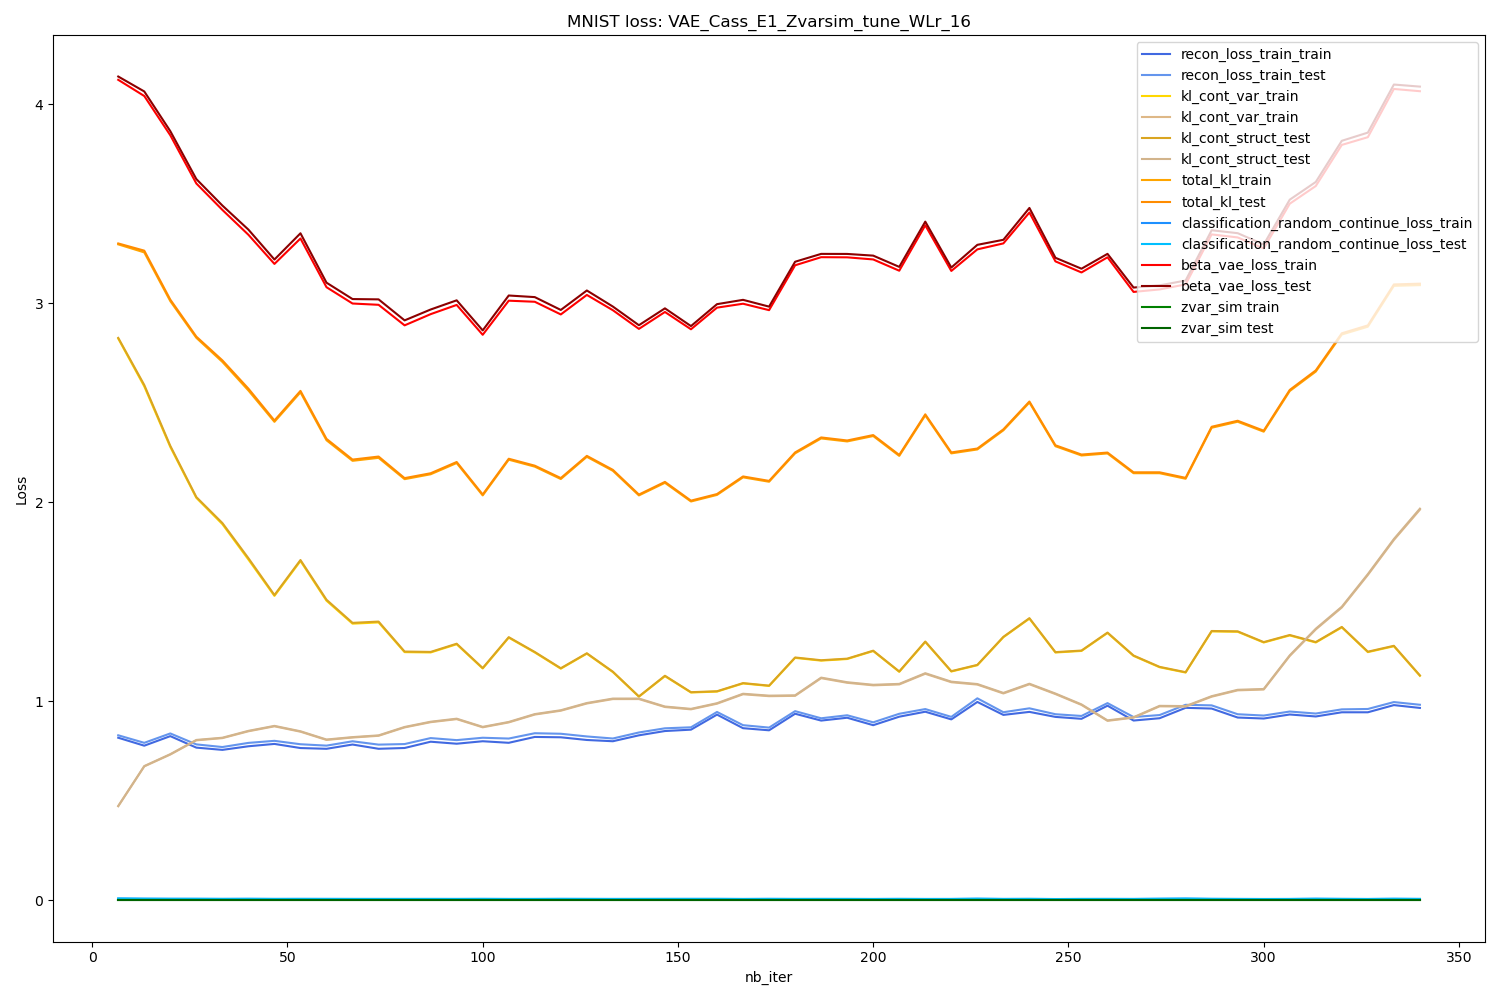 MNIST loss: VAE_Cass_E1_Zvarsim_tune_WLr_16
recon_loss_train_train
recon_loss_train_test
kl_cont_var_train
kl_cont_var_train
kl_cont_struct_test
kl_cont_struct_test
total_kl_train
total_kl_test
classification_random_continue_loss_train
classification_random_continue_loss_test
beta_vae_loss_train
beta_vae_loss_test
zvar_sim train
zvar_sim test
4
3
2
1
0
Loss
0 50 100 150 200 250 300 350
nb_iter